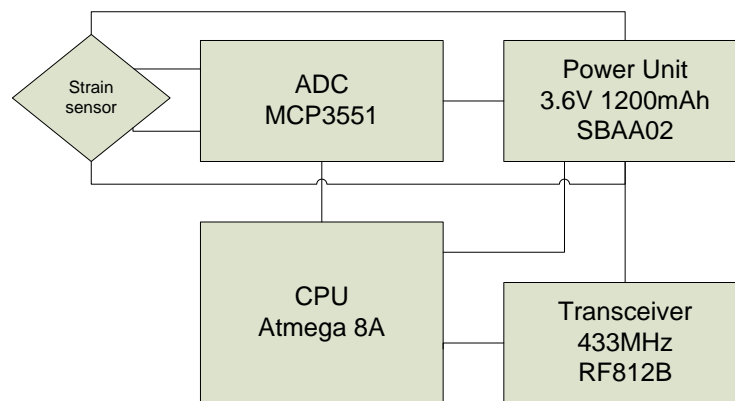 Strain
sensor
ADC
MCP3551
Power Unit
3.6V 1200mAh
SBAA02
CPU
Atmega 8A
Transceiver
433MHz
RF812B